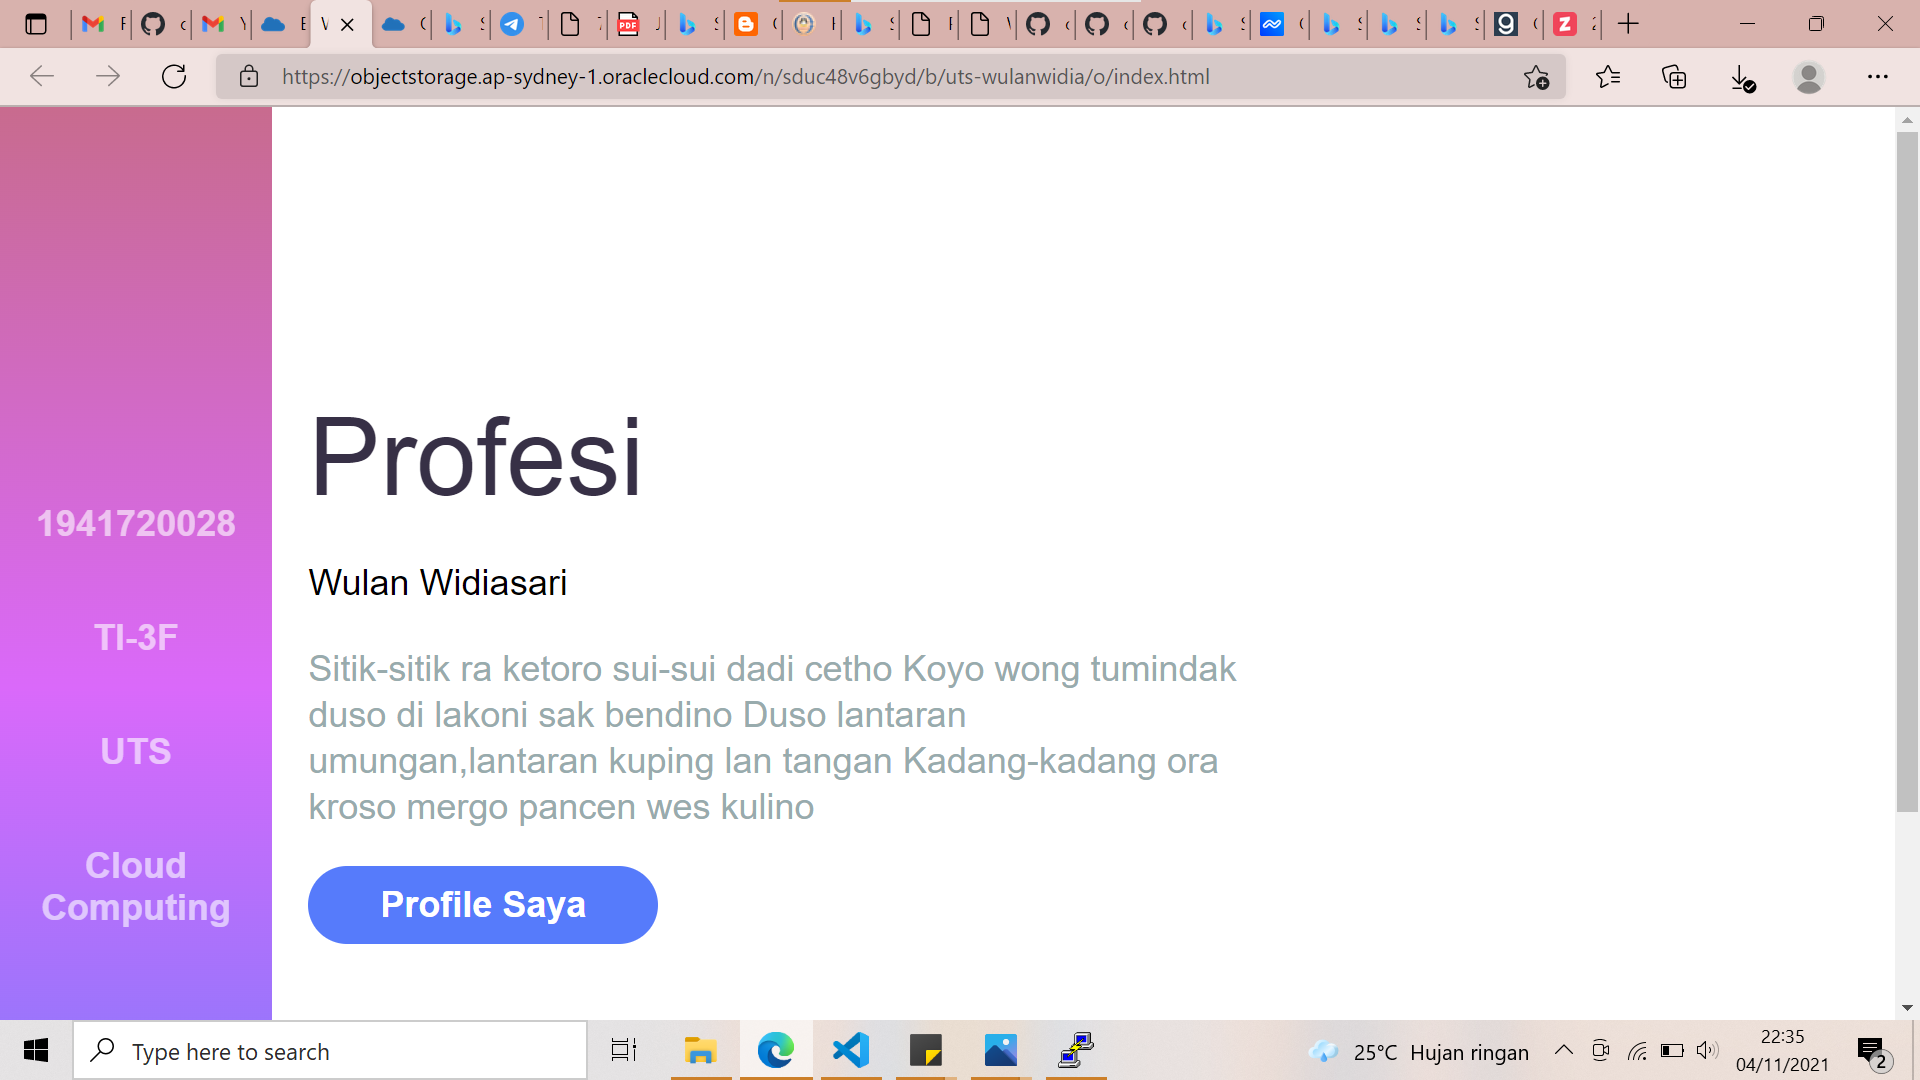 https://objectstorage.ap-sydney-1.oraclecloud.com/n/sduc48v6gbyd/b/uts-wulanwidia/o/index.html
1941720028
TI-3F
UTS
Cloud
Computing
Profesi
Wulan Widiasari
Sitik-sitik ra ketoro sui-sui dadi cetho Koyo wong tumindak
duso di lakoni sak bendino Duso lantaran
umungan,lantaran kuping lan tangan Kadang-kadang ora
kroso mergo pancen wes kulino
Profile Saya
Type here to search
25°C Hujan ringan
22:35
04/11/2021
2